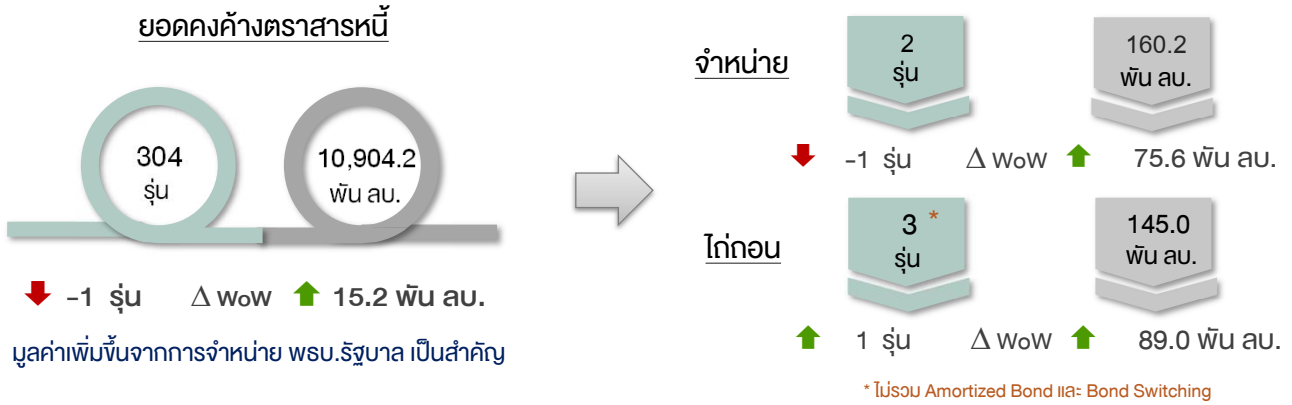 ยอดคงค้างตราสารหนี้
304
รุ่น
10,904.2
พัน ลบ.
-1 รุ่น Δ WoW 15.2 พัน ลบ.
มูลค่าเพิ่มขึ้นจากการจำหน่าย พธบ.รัฐบาล เป็นสำคัญ
จำหน่าย
2
รุ่น
160.2
พัน ลบ.
-1 รุ่น Δ WoW 75.6 พัน ลบ.
ไถ่ถอน
3 *
รุ่น
145.0
พัน ลบ.
1 รุ่น Δ WoW 89.0 พัน ลบ.
* ไม่รวม Amortized Bond และ Bond Switching